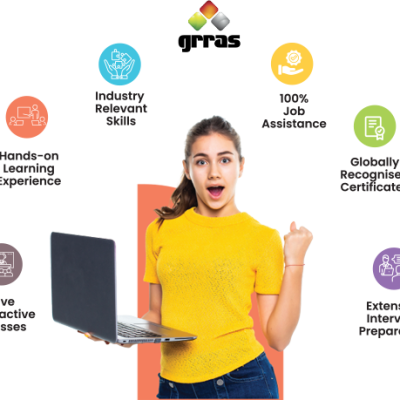 grras
Industry
Relevant
Skills
100%
Job
Assistance
Hands-on
Learning
Experience
Globally
Recognise
Certificate
ve
active
sses
Extens
Interv
Prepar